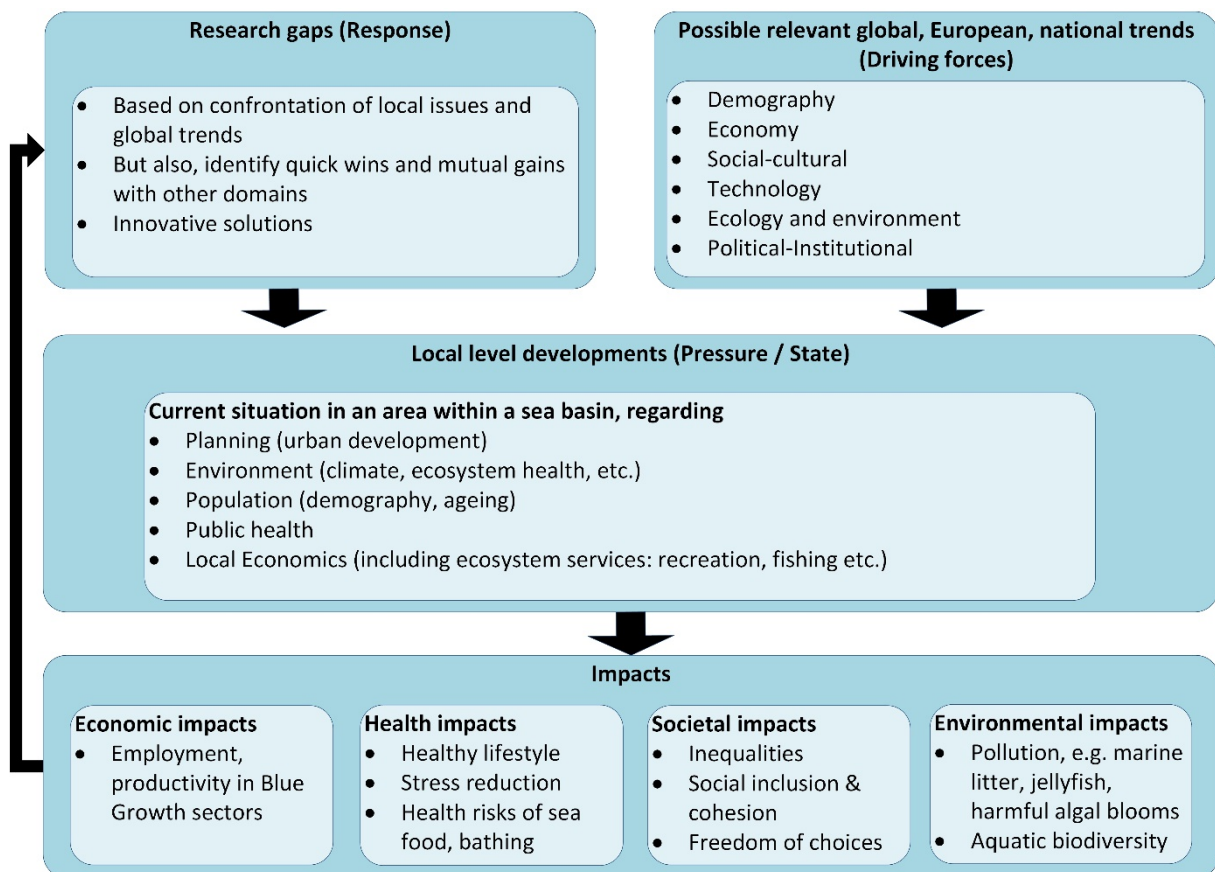 Research gaps (Response)
• Based on confrontation of local issues and
global trends
• But also, identify quick wins and mutual gains
with other domains
• Innovative solutions
Possible relevant global, European, national trends
(Driving forces)
• Demography
• Economy
• Social-cultural
• Technology
• Ecology and environment
• Political-Institutional
Local level developments (Pressure / State)
Current situation in an area within a sea basin, regarding
• Planning (urban development)
• Environment (climate, ecosystem health, etc.)
• Population (demography, ageing)
• Public health
• Local Economics (including ecosystem services: recreation, fishing etc.)
Impacts
Economic impacts
• Employment,
productivity in Blue
Growth sectors
Health impacts
• Healthy lifestyle
• Stress reduction
• Health risks of sea
food, bathing
Societal impacts
• Inequalities
• Social inclusion &
cohesion
• Freedom of choices
Environmental impacts
• Pollution, e.g. marine
litter, jellyfish,
harmful algal blooms
• Aquatic biodiversity